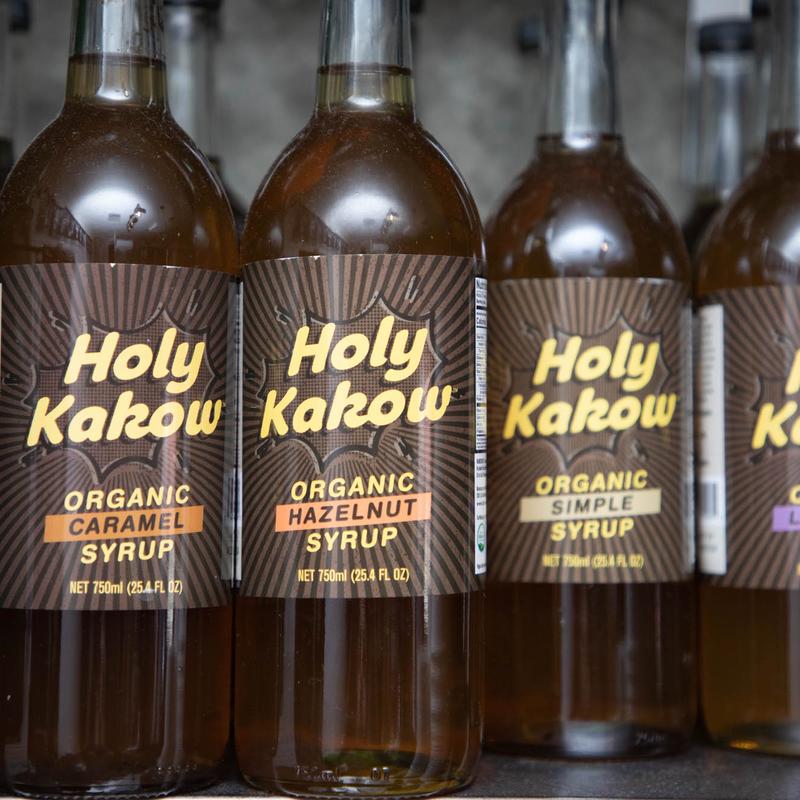 Holy
Kakow
ORGANIC
CARAMEL
SYRUP
NET 750ml (25.4 FL OZ)
Holy
Kakow
ORGANIC
HAZELNUT
SYRUP
NET 750ml (25.4 FL OZ)
Holy
Kakow
ORGANIC
SIMPLE
SYRUP
NET 750ml (25.4 FL OZ)